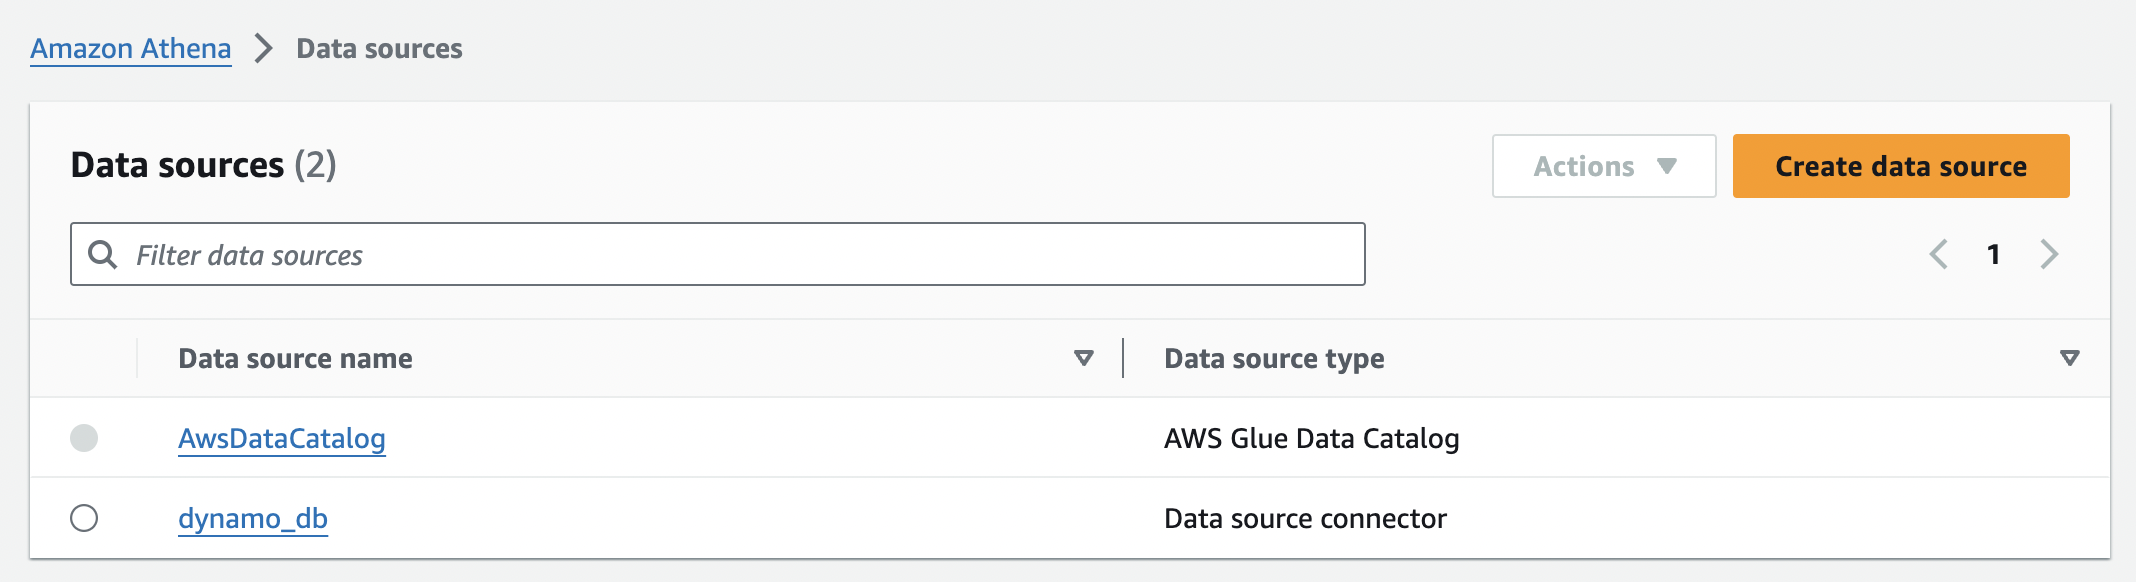 Amazon Athena > Data sources
Data sources (2)
Actions
Create data source
Filter data sources
1
Data source name
Data source type
AwsDataCatalog
AWS Glue Data Catalog
dynamo_db
Data source connector